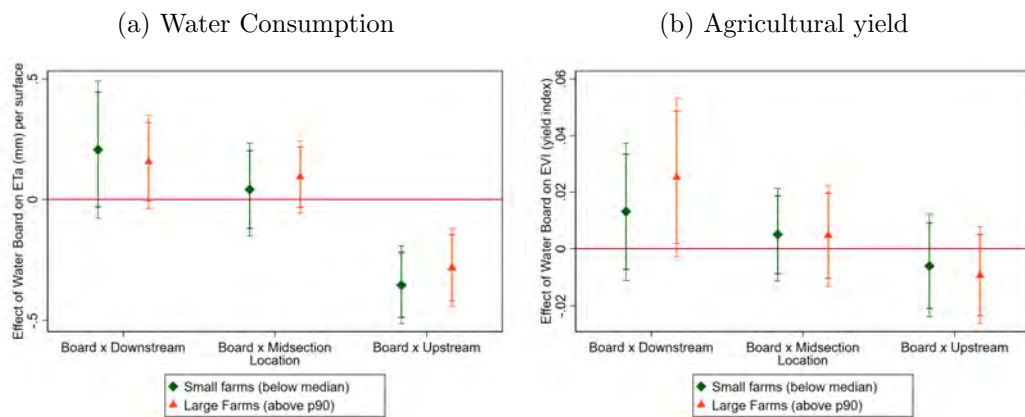 (a) Water Consumption
Effect of Water Board on ETa (mm) per surface
.5
0
-.5
Board x Downstream
Board x Midsection
Board x Upstream
Location
Small farms (below median)
Large Farms (above p90)
(b) Agricultural yield
Effect of Water Board on EVI (yield index)
.06
.04
.02
0
-.02
Board x Downstream
Board x Midsection
Board x Upstream
Location
Small farms (below median)
Large Farms (above p90)